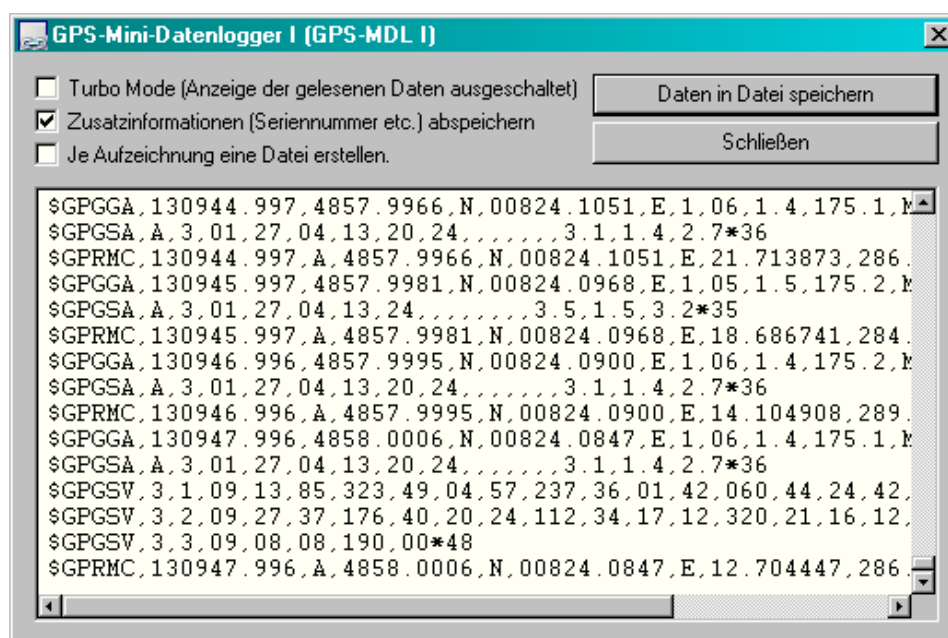 GPS-Mini-Datenlogger I (GPS-MDL I)
Turbo Mode (Anzeige der gelesenen Daten ausgeschaltet)
Daten in Datei speichern
Zusatzinformationen (Seriennummer etc.) abspeichern
Schließen
Je Aufzeichnung eine Datei erstellen.
$GPGGA,130944.997,4857.9966,N,00824.1051,E,1,06,1.4,175.1,M
$GPGSA,A,3,01,27,04,13,20,24,,,,,,,3.1,1.4,2.7*36
$GPRMC,130944.997,A,4857.9966,N,00824.1051,E,21.713873,286.
$GPGGA,130945.997,4857.9981,N,00824.0968,E,1,05,1.5,175.2,M
$GPGSA,A,3,01,27,04,13,24,,,,,,,,3.5,1.5,3.2*35
$GPRMC,130945.997,A,4857.9981,N,00824.0968,E,18.686741,284.
$GPGGA,130946.996,4857.9995,N,00824.0900,E,1,06,1.4,175.2,M
$GPGSA,A,3,01,27,04,13,20,24,,,,,,,3.1,1.4,2.7*36
$GPRMC,130946.996,A,4857.9995,N,00824.0900,E,14.104908,289.
$GPGGA,130947.996,4858.0006,N,00824.0847,E,1,06,1.4,175.1,M
$GPGSA,A,3,01,27,04,13,20,24,,,,,,,3.1,1.4,2.7*36
$GPGSV,3,1,09,13,85,323,49,04,57,237,36,01,42,060,44,24,42,
$GPGSV,3,2,09,27,37,176,40,20,24,112,34,17,12,320,21,16,12,
$GPGSV,3,3,09,08,08,190,00*48
$GPRMC,130947.996,A,4858.0006,N,00824.0847,E,12.704447,286.